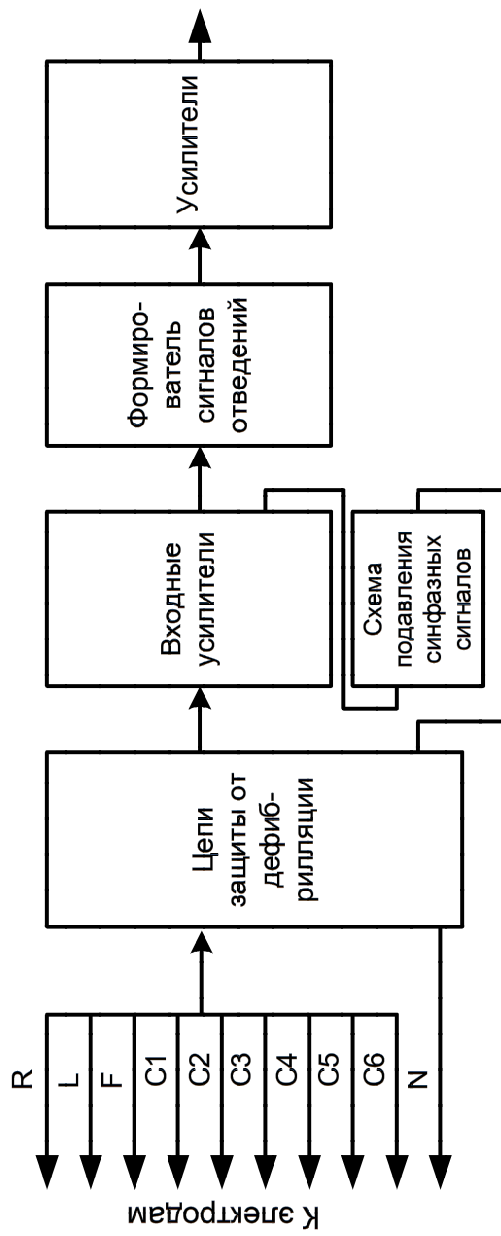 К электродам
R
L
F
C1
C2
C3
C4
C5
C6
N
Цепи
защиты от
дефиб-
рилляции
Входные
усилители
Схема
подавления
синфазных
сигналов
Формиро-
ватель
сигналов
отведений
Усилители